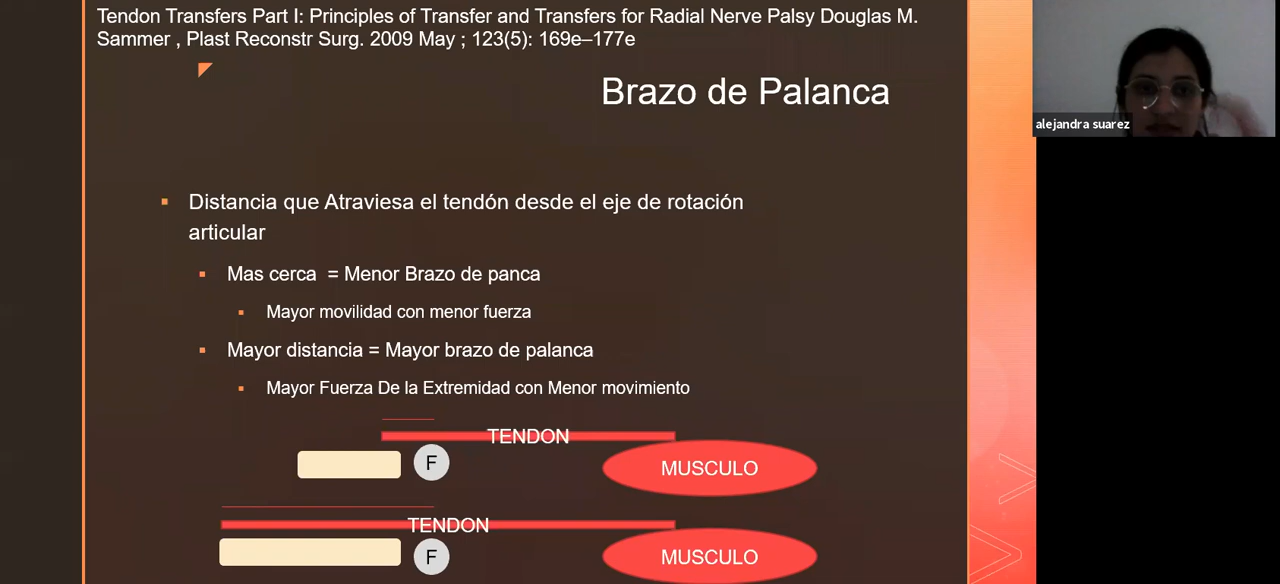 Tendon Transfers Part I: Principles of Transfer and Transfers for Radial Nerve Palsy Douglas M.
Sammer , Plast Reconstr Surg. 2009 May ; 123(5): 169e–177e
Brazo de Palanca
alejandra suarez
Distancia que Atraviesa el tendón desde el eje de rotación
articular
Mas cerca = Menor Brazo de panca
Mayor movilidad con menor fuerza
Mayor distancia = Mayor brazo de palanca
Mayor Fuerza De la Extremidad con Menor movimiento
TENDON
F
MUSCULO
TENDON
F
MUSCULO